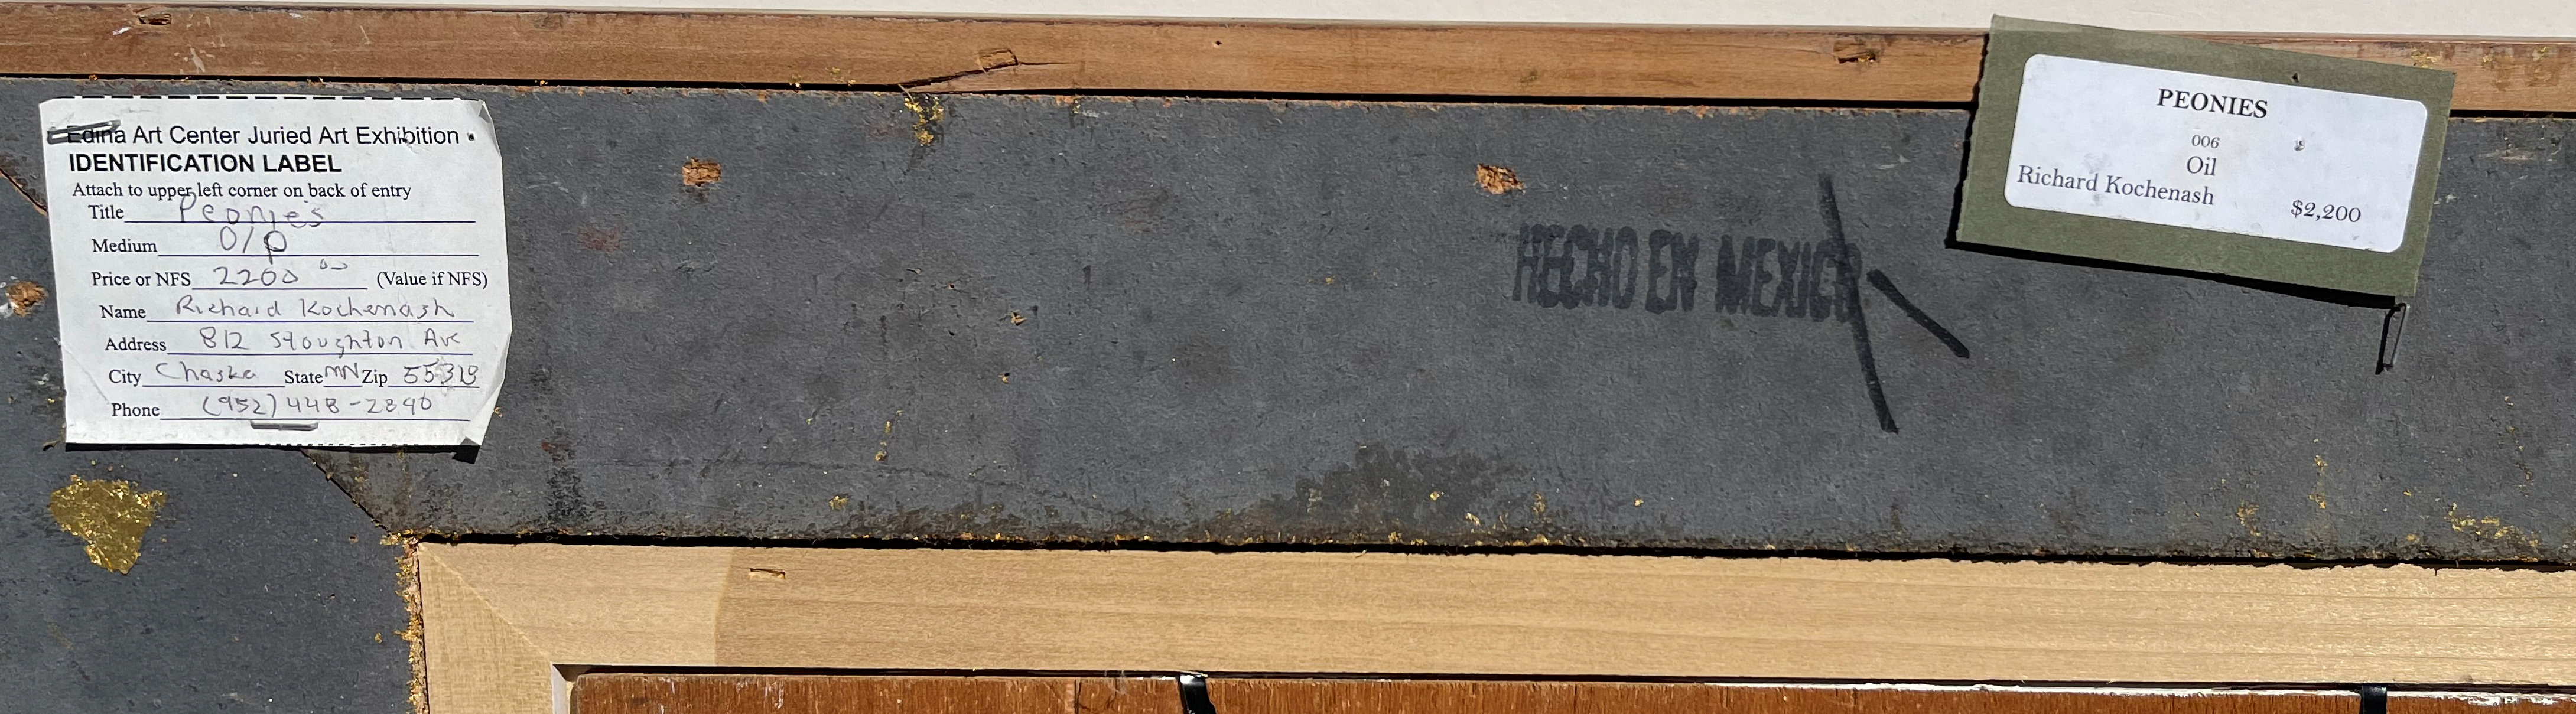 Edina Art Center Juried Art Exhibition
IDENTIFICATION LABEL
Attach to upper left corner on back of entry
Title Peonies
Medium O/p
Price or NFS 2200 00 (Value if NFS)
Name Richard Kochenash
Address 812 Stoughton Av
City Chaska State MN Zip 55318
Phone (952) 448-2840
HECHO EN MEXICO
PEONIES
006
Oil
Richard Kochenash
$2,200